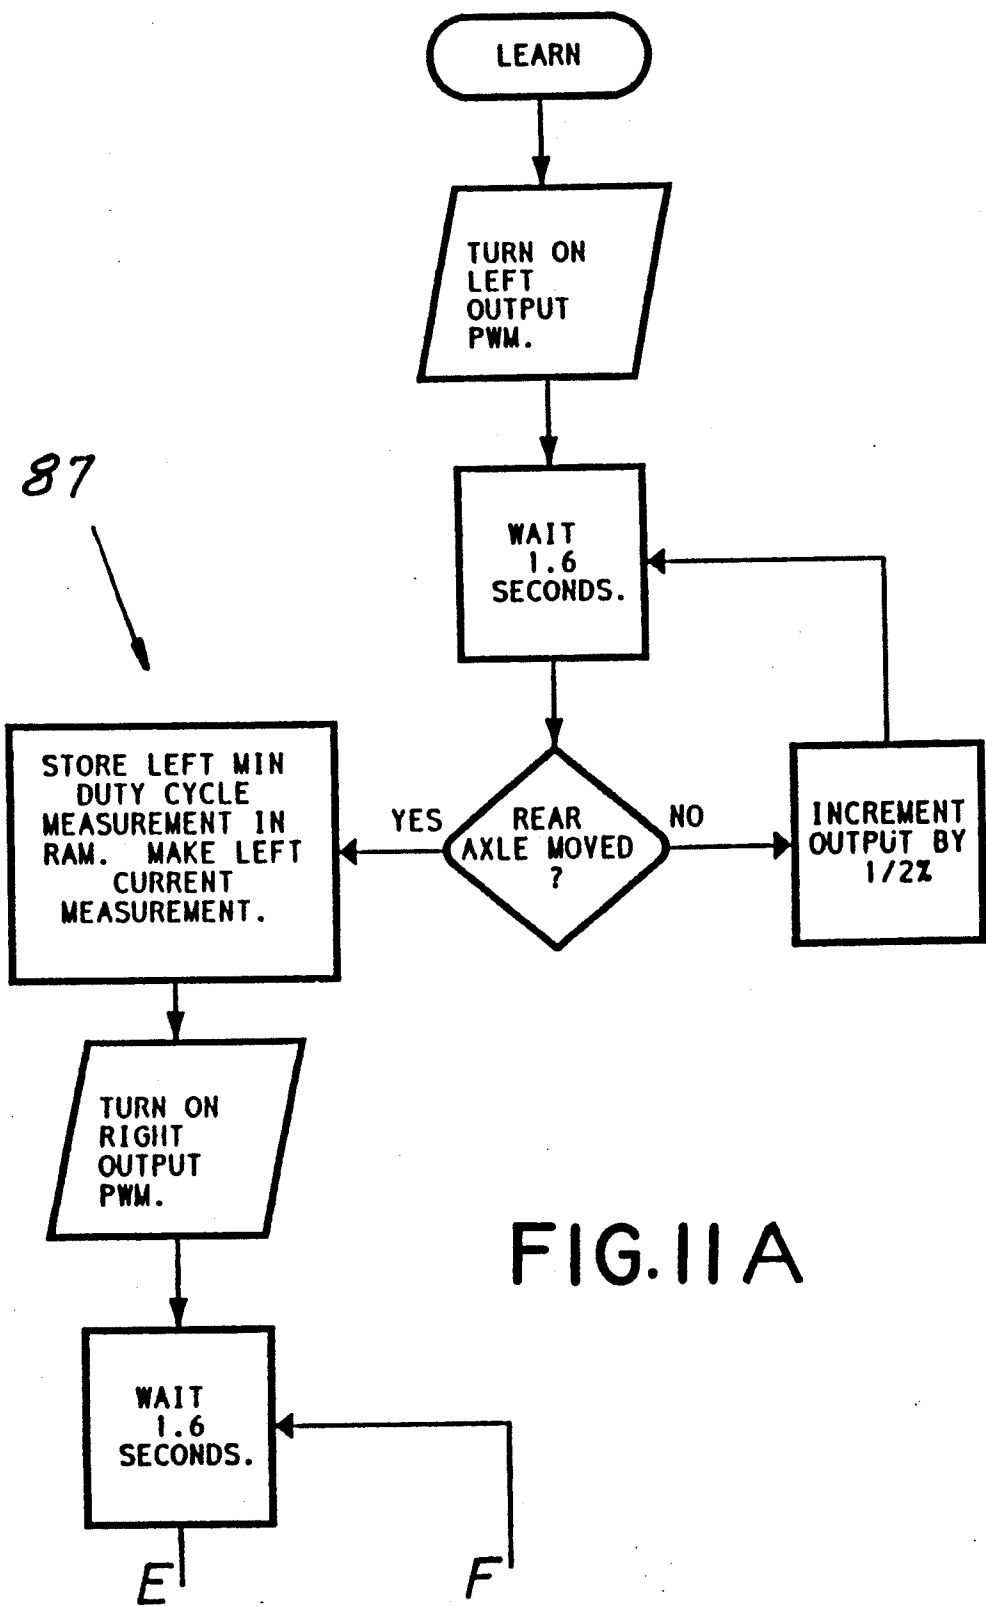 LEARN
TURN ON
LEFT
OUTPUT
PWM.
87
WAIT
1.6
SECONDS.
STORE LEFT MIN
DUTY CYCLE
MEASUREMENT IN
RAM. MAKE LEFT
CURRENT
MEASUREMENT.
YES
REAR
AXLE MOVED
?
NO
INCREMENT
OUTPUT BY
1/2%
TURN ON
RIGHT
OUTPUT
PWM.
FIG. 11 A
WAIT
1.6
SECONDS.
E
F